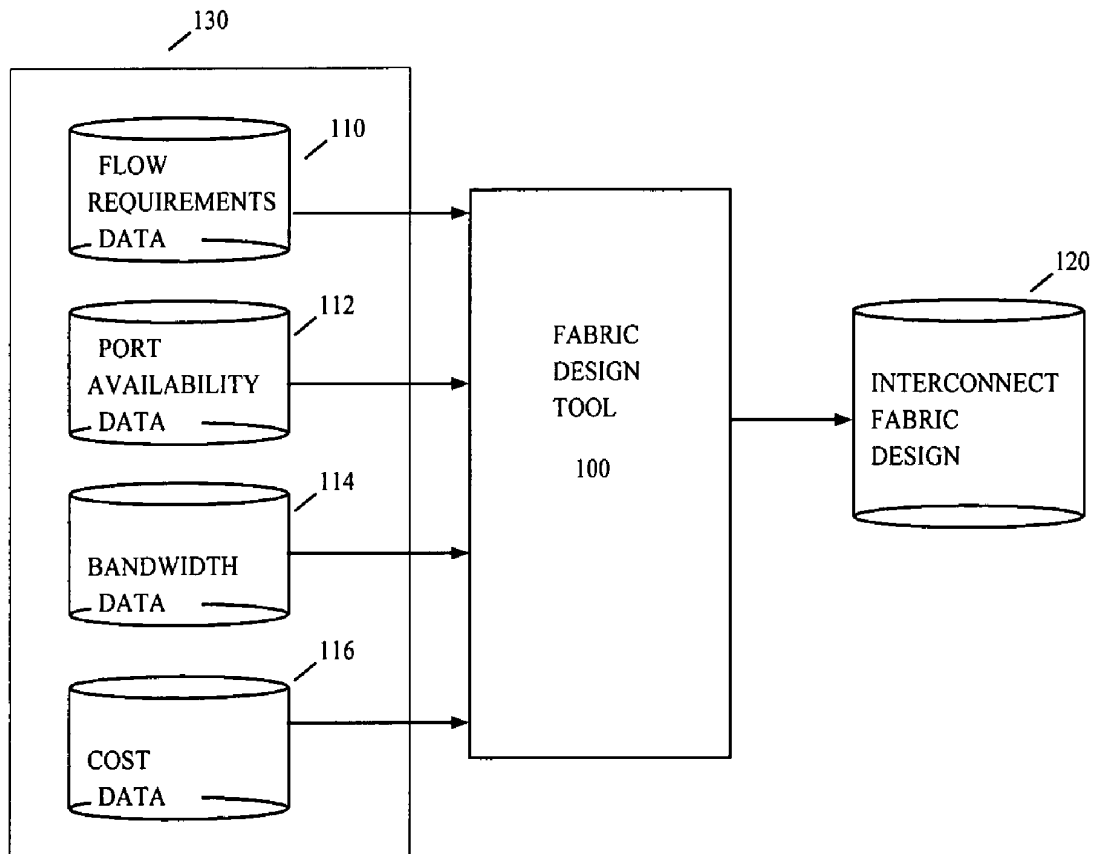 130
110
FLOW
REQUIREMENTS
DATA
112
PORT
AVAILABILITY
DATA
114
BANDWIDTH
DATA
116
COST
DATA
FABRIC
DESIGN
TOOL
100
120
INTERCONNECT
FABRIC
DESIGN